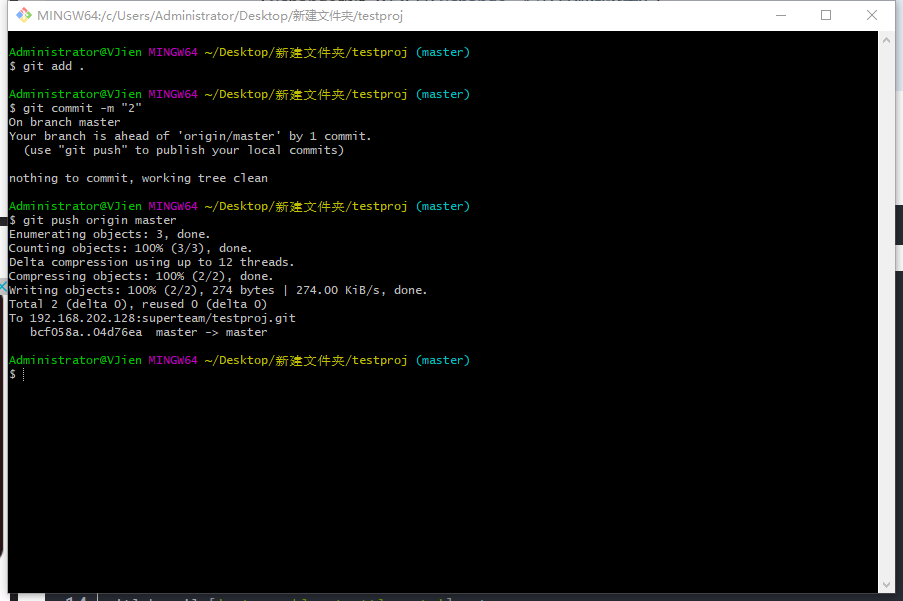 MINGW64:/c/Users/Administrator/Desktop/新建文件夹/testproj
Administrator@VJien MINGW64 ~/Desktop/新建文件夹/testproj (master)
$ git add .
Administrator@VJien MINGW64 ~/Desktop/新建文件夹/testproj (master)
$ git commit -m "2"
On branch master
Your branch is ahead of 'origin/master' by 1 commit.
  (use "git push" to publish your local commits)
nothing to commit, working tree clean
Administrator@VJien MINGW64 ~/Desktop/新建文件夹/testproj (master)
$ git push origin master
Enumerating objects: 3, done.
Counting objects: 100% (3/3), done.
Delta compression using up to 12 threads.
Compressing objects: 100% (2/2), done.
Writing objects: 100% (2/2), 274 bytes | 274.00 KiB/s, done.
Total 2 (delta 0), reused 0 (delta 0)
To 192.168.202.128:superteam/testproj.git
   bcf058a..04d76ea  master -> master
Administrator@VJien MINGW64 ~/Desktop/新建文件夹/testproj (master)
$